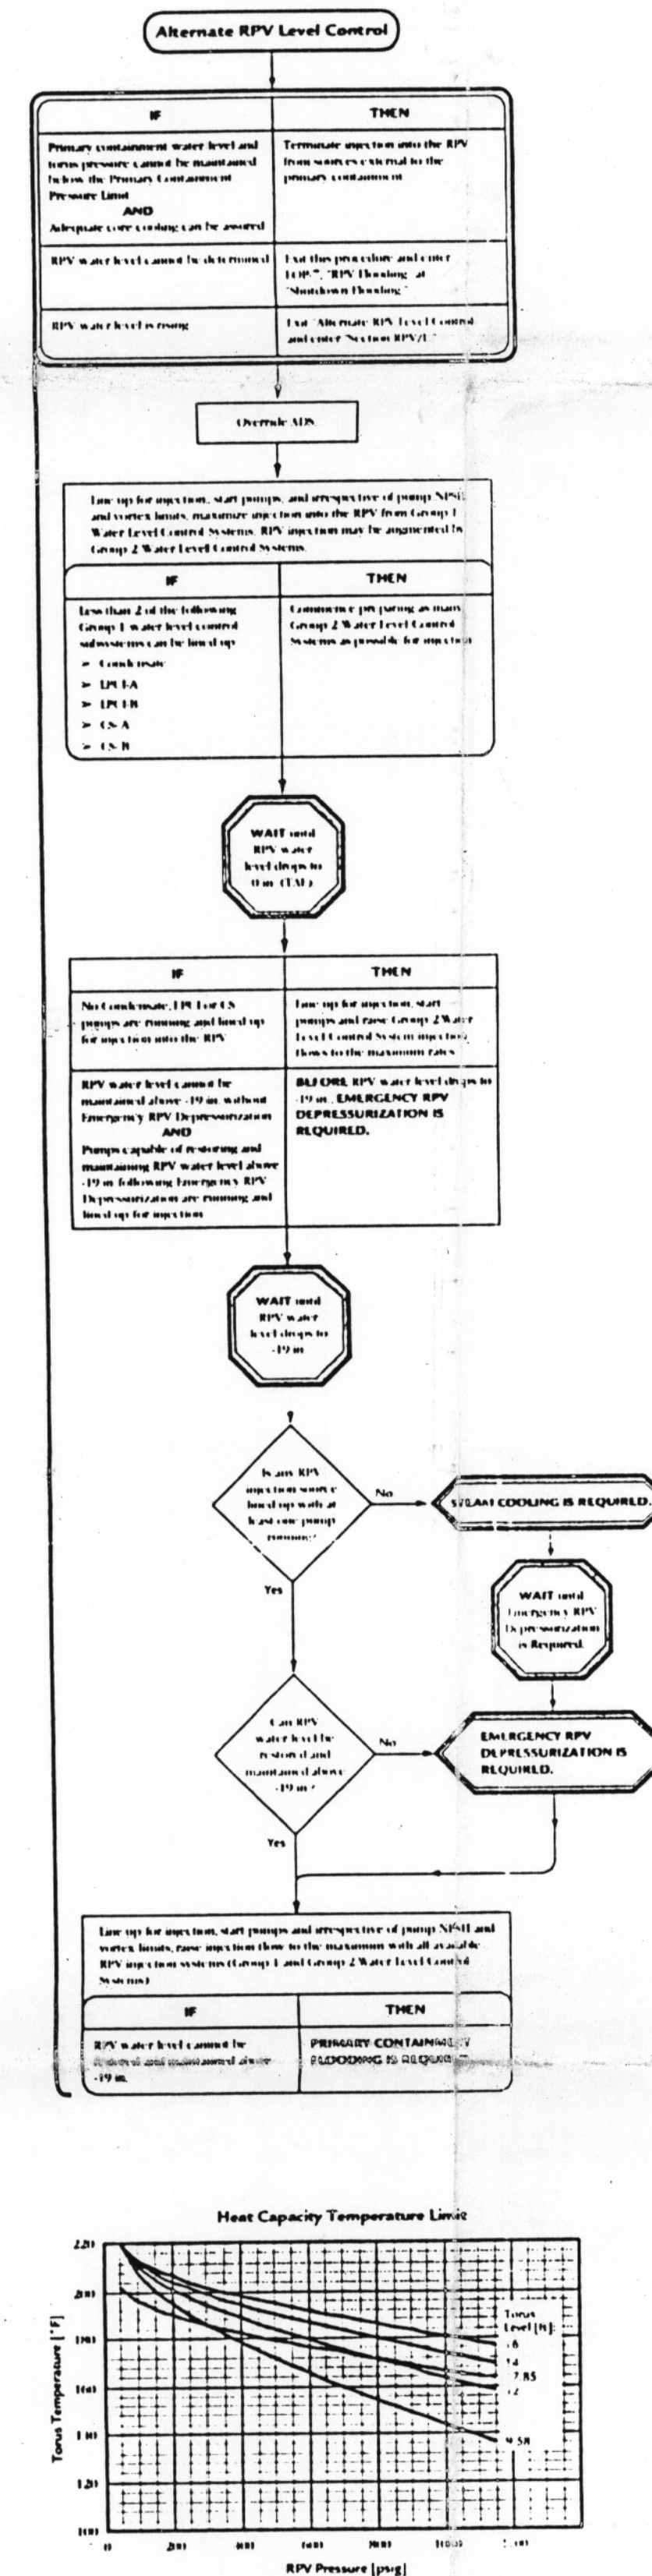 Alternate RPV Level Control
IF
THEN
Primary containment water level and
torus pressure cannot be maintained
below the Primary Containment
Pressure Limit
AND
Adequate core cooling can be assured
Terminate injection into the RPV
from sources external to the
primary containment
RPV water level cannot be determined
Exit this procedure and enter
"RPV Flooding" at
"Shutdown Flooding."
RPV water level is rising
Exit "Alternate RPV Level Control
and enter "Section RPV/L."
Override ADS.
Line up for injection, start pumps, and irrespective of pump NPSH
and vortex limits, maximize injection into the RPV from Group 1
Water Level Control Systems. RPV injection may be augmented by
Group 2 Water Level Control Systems.
IF
THEN
Less than 2 of the following
Group 1 water level control
subsystems can be lined up
➤ Condensate
➤ LPCI-A
➤ LPCI-B
➤ CS-A
➤ CS-B
Commence preparing as many
Group 2 Water Level Control
Systems as possible for injection
WAIT until
RPV water
level drops to
0 in. (TAF)
IF
THEN
No Condensate, LPCI or CS
pumps are running and lined up
for injection into the RPV
Line up for injection, start
pumps and raise Group 2 Water
Level Control System injection
flows to the maximum rates
RPV water level cannot be
maintained above -19 in. without
Emergency RPV Depressurization
AND
Pumps capable of restoring and
maintaining RPV water level above
-19 in following Emergency RPV
Depressurization are running and
lined up for injection
BEFORE RPV water level drops to
-19 in., EMERGENCY RPV
DEPRESSURIZATION IS
REQUIRED.
WAIT until
RPV water
level drops to
-19 in
Is any RPV
injection source
lined up with at
least one pump
running?
No
STEAM COOLING IS REQUIRED.
Yes
WAIT until
Emergency RPV
Depressurization
is Required.
Can RPV
water level be
restored and
maintained above
-19 in.?
No
EMERGENCY RPV
DEPRESSURIZATION IS
REQUIRED.
Yes
Line up for injection, start pumps and irrespective of pump NPSH and
vortex limits, raise injection flow to the maximum with all available
RPV injection systems (Group 1 and Group 2 Water Level Control
Systems)
IF
THEN
RPV water level cannot be
restored and maintained above
-19 in.
PRIMARY CONTAINMENT
FLOODING IS REQUIRED
Heat Capacity Temperature Limit
Torus Temperature [°F]
220
200
180
160
140
120
100
Torus
Level [ft]:
9.58
0 200 400 600 800 1000
RPV Pressure [psig]